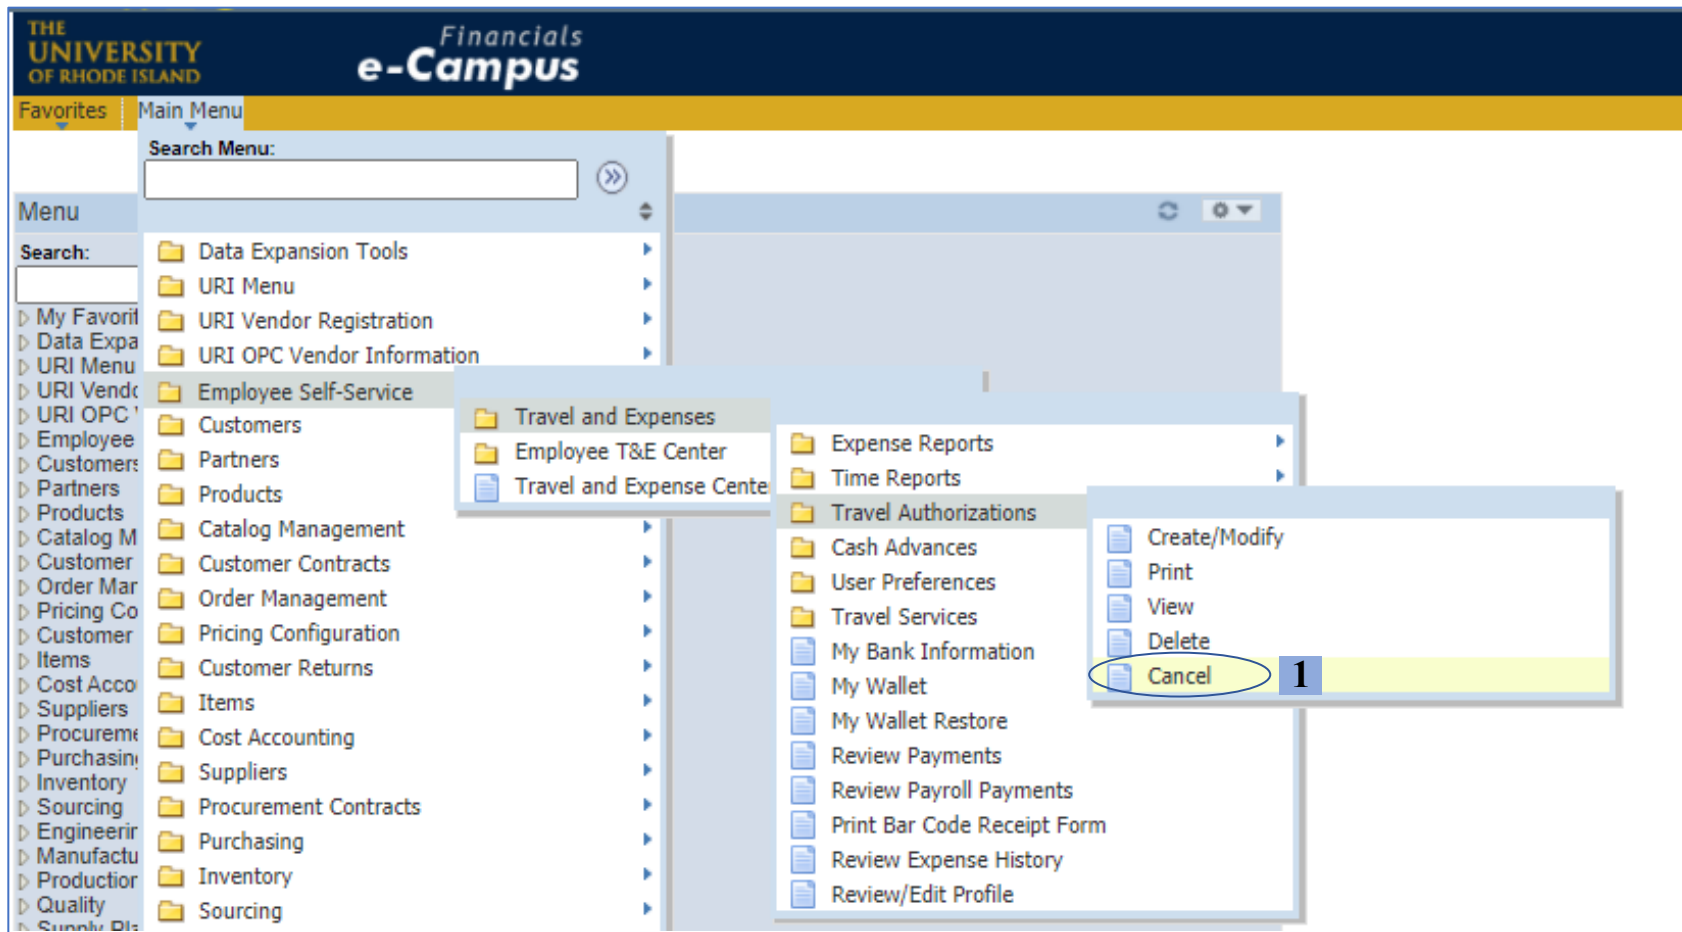 THE
UNIVERSITY
OF RHODE ISLAND
Financials
e-Campus
Favorites
Main Menu
Search Menu:
Menu
Search:
My Favorit
Data Expa
URI Menu
URI Vendo
URI OPC
Employee
Customers
Partners
Products
Catalog M
Customer
Order Mar
Pricing Co
Customer
Items
Cost Acco
Suppliers
Procureme
Purchasin
Inventory
Sourcing
Engineerin
Manufactu
Production
Quality
Supply Pla
Data Expansion Tools
URI Menu
URI Vendor Registration
URI OPC Vendor Information
Employee Self-Service
Customers
Partners
Products
Catalog Management
Customer Contracts
Order Management
Pricing Configuration
Customer Returns
Items
Cost Accounting
Suppliers
Procurement Contracts
Purchasing
Inventory
Sourcing
Travel and Expenses
Employee T&E Center
Travel and Expense Cente
Expense Reports
Time Reports
Travel Authorizations
Cash Advances
User Preferences
Travel Services
My Bank Information
My Wallet
My Wallet Restore
Review Payments
Review Payroll Payments
Print Bar Code Receipt Form
Review Expense History
Review/Edit Profile
Create/Modify
Print
View
Delete
Cancel 1